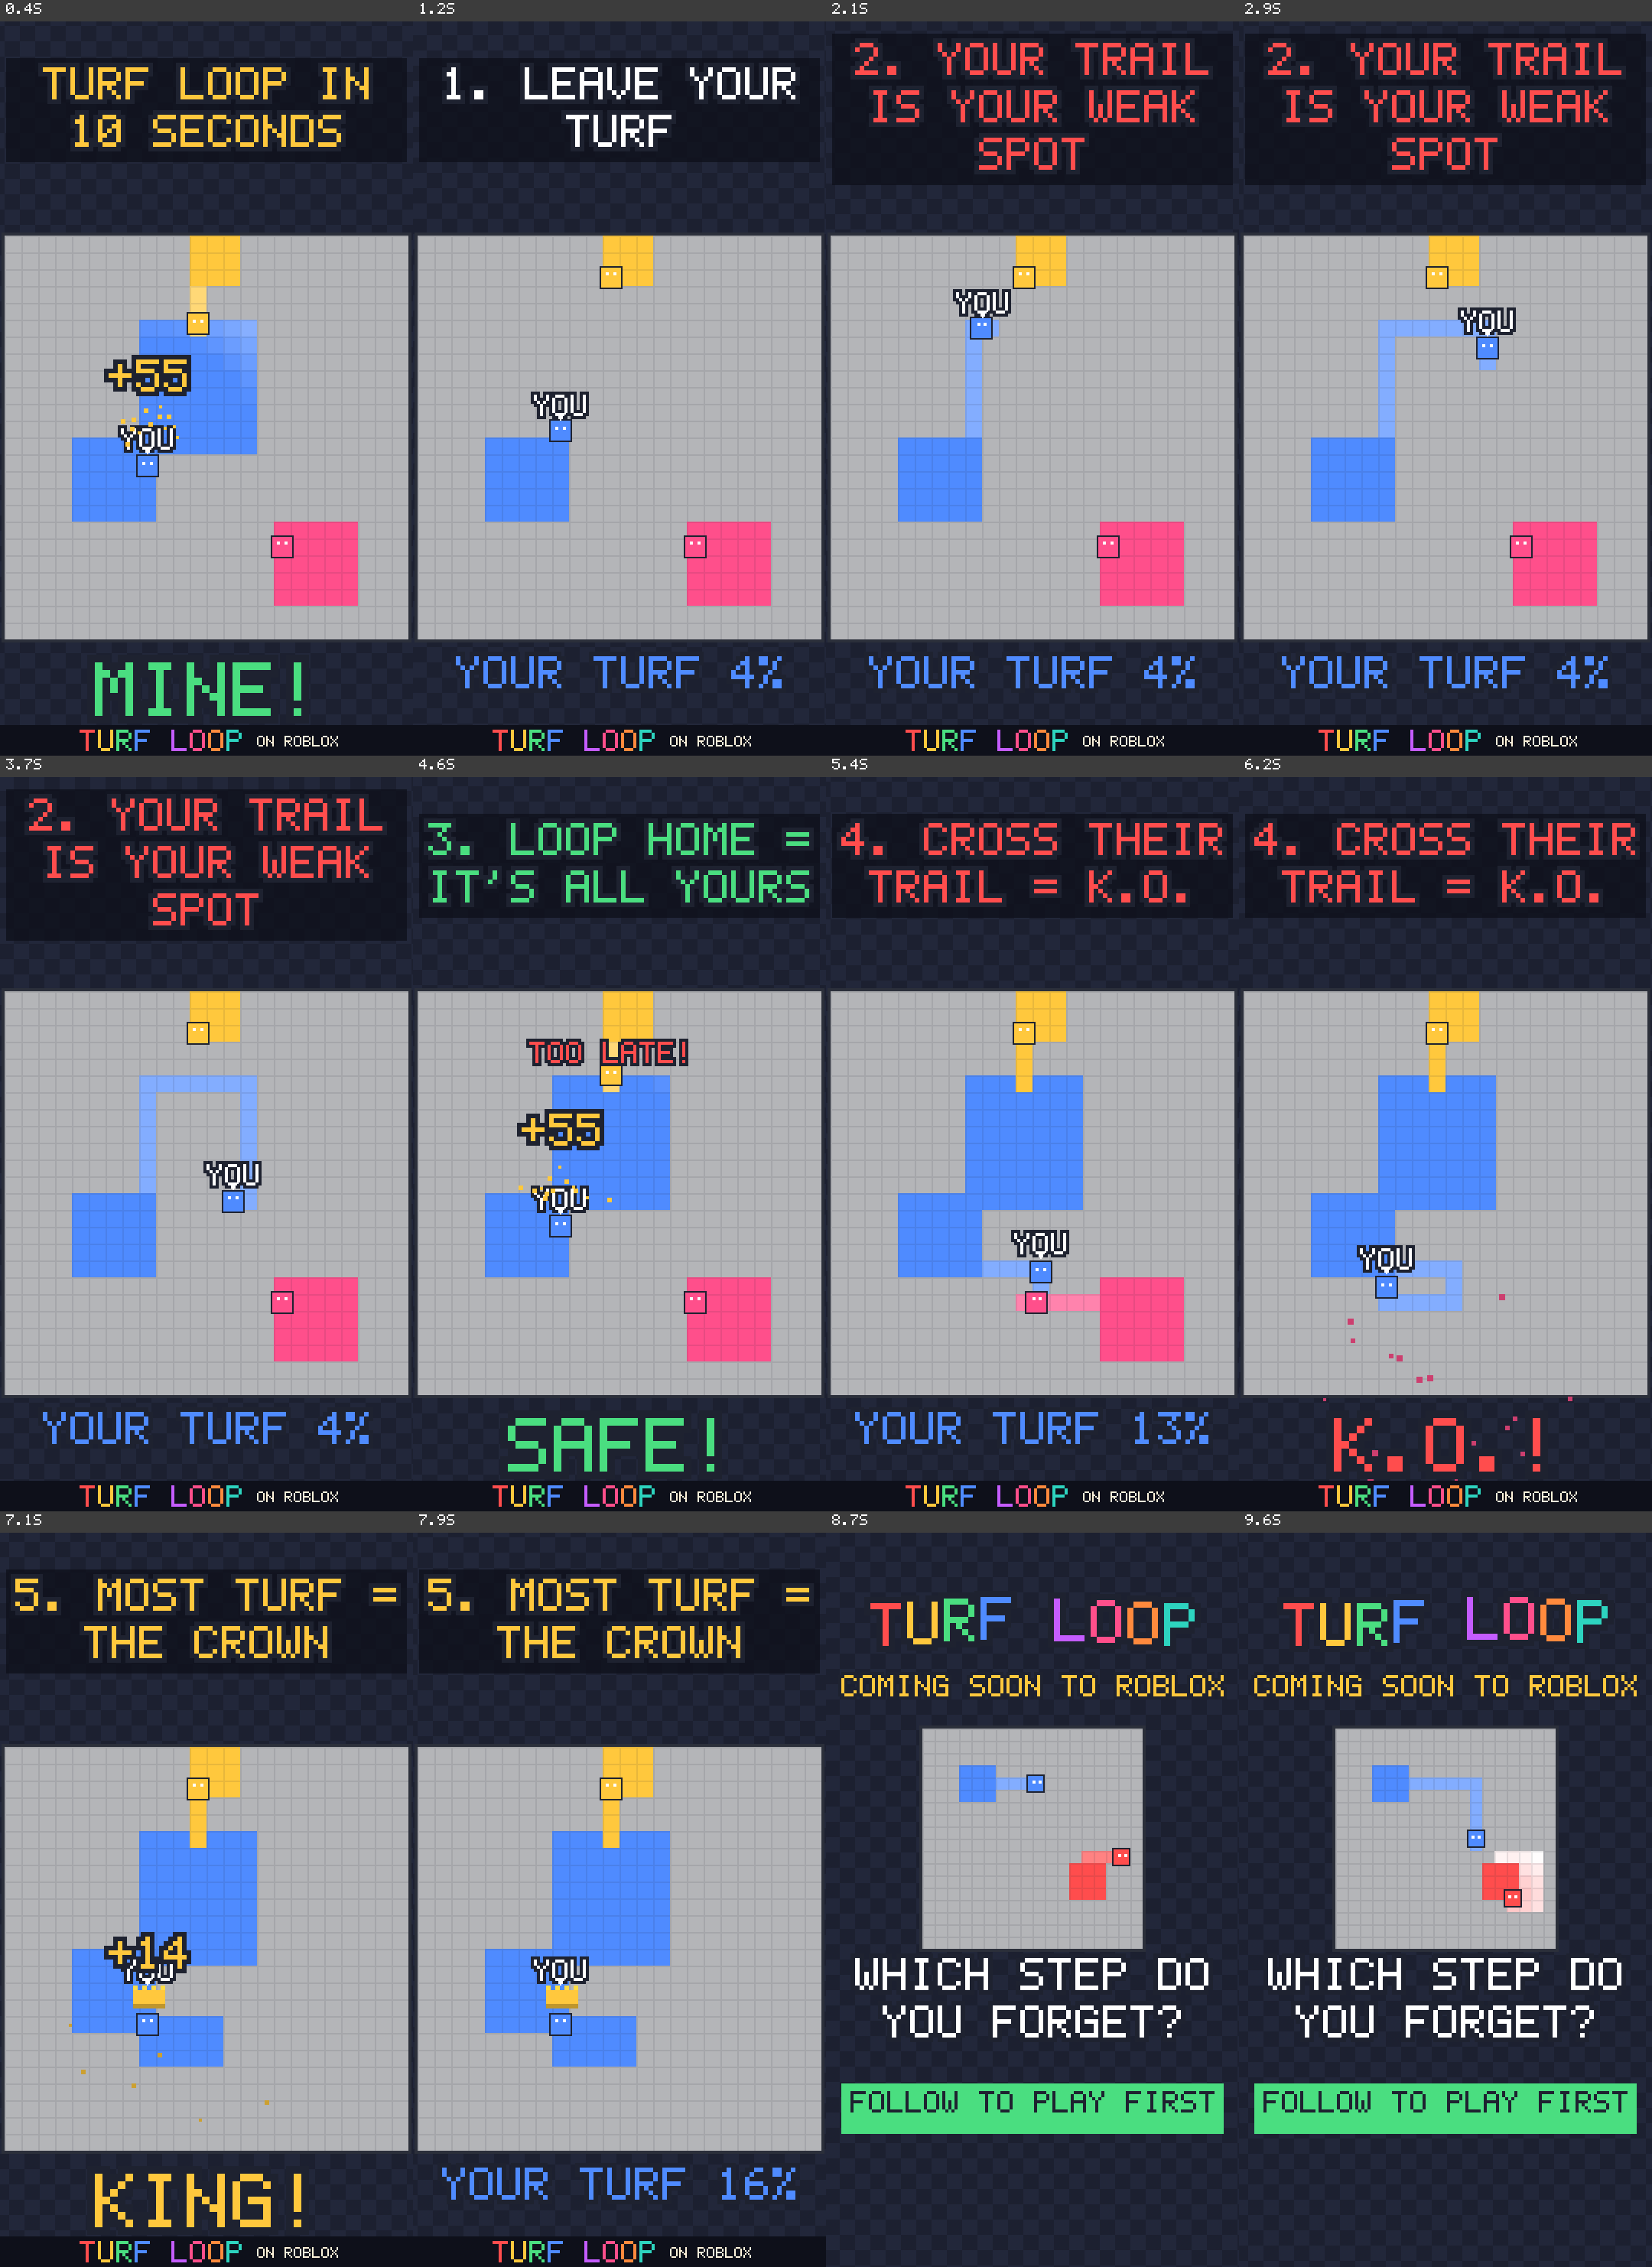 0.4S
TURF LOOP IN
10 SECONDS
+55
YOU
MINE!
TURF LOOP ON ROBLOX
1.2S
1. LEAVE YOUR
TURF
YOU
YOUR TURF 4%
TURF LOOP ON ROBLOX
2.1S
2. YOUR TRAIL
IS YOUR WEAK
SPOT
YOU
YOUR TURF 4%
TURF LOOP ON ROBLOX
2.9S
2. YOUR TRAIL
IS YOUR WEAK
SPOT
YOU
YOUR TURF 4%
TURF LOOP ON ROBLOX
3.7S
2. YOUR TRAIL
IS YOUR WEAK
SPOT
YOU
YOUR TURF 4%
TURF LOOP ON ROBLOX
4.6S
3. LOOP HOME =
IT'S ALL YOURS
TOO LATE!
+55
YOU
SAFE!
TURF LOOP ON ROBLOX
5.4S
4. CROSS THEIR
TRAIL = K.O.
YOU
YOUR TURF 13%
TURF LOOP ON ROBLOX
6.2S
4. CROSS THEIR
TRAIL = K.O.
YOU
K.O.!
TURF LOOP ON ROBLOX
7.1S
5. MOST TURF =
THE CROWN
+14
YOU
KING!
TURF LOOP ON ROBLOX
7.9S
5. MOST TURF =
THE CROWN
YOU
YOUR TURF 16%
TURF LOOP ON ROBLOX
8.7S
TURF LOOP
COMING SOON TO ROBLOX
WHICH STEP DO
YOU FORGET?
FOLLOW TO PLAY FIRST
9.6S
TURF LOOP
COMING SOON TO ROBLOX
WHICH STEP DO
YOU FORGET?
FOLLOW TO PLAY FIRST